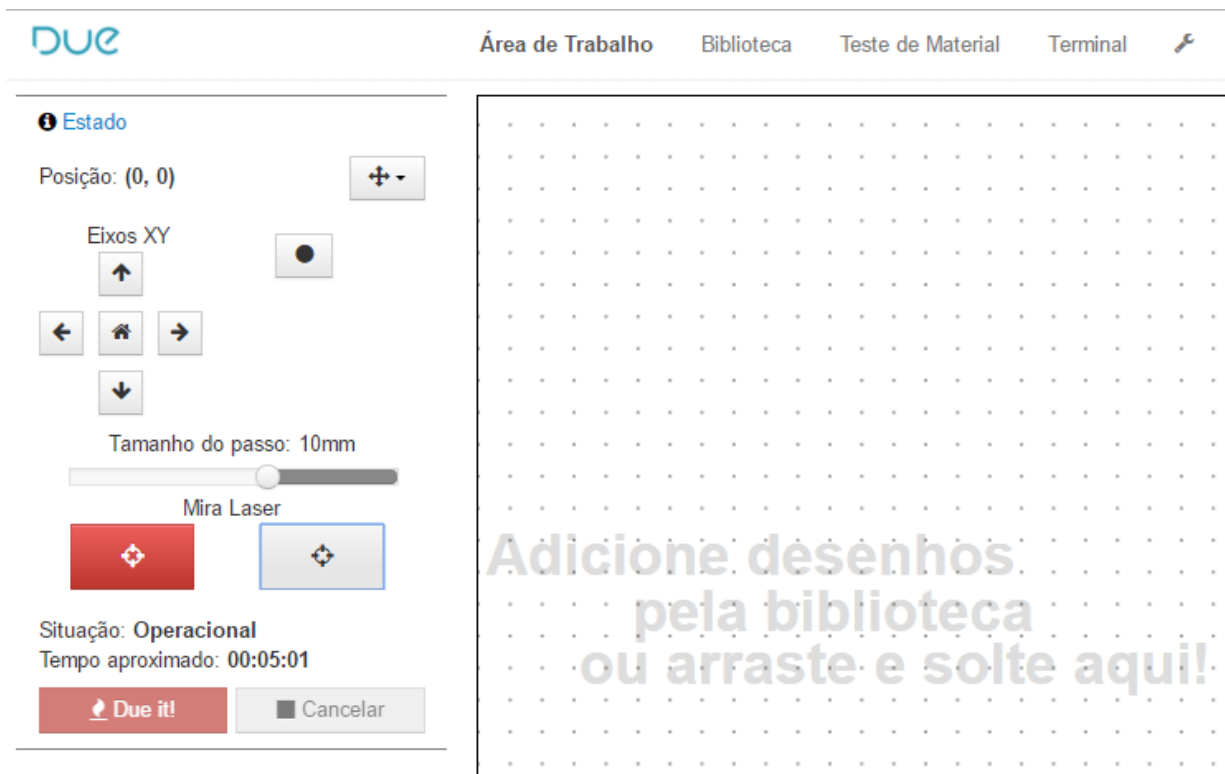 DUE
Área de Trabalho Biblioteca Teste de Material Terminal
Estado
Posição: (0, 0)
Eixos XY
Tamanho do passo: 10mm
Mira Laser
Situação: Operacional
Tempo aproximado: 00:05:01
Due it! Cancelar
Adicione desenhos
pela biblioteca
ou arraste e solte aqui!